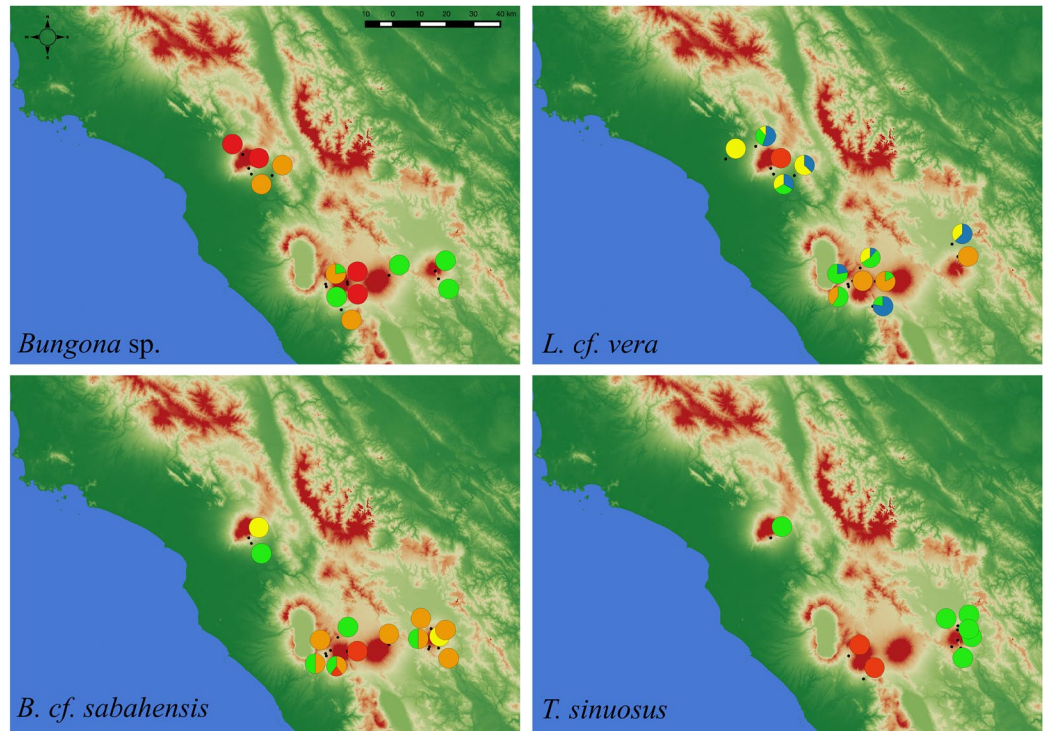 N
W E
S
10 0 10 20 30 40 km
Bungona sp.
L. cf. vera
B. cf. sabahensis
T. sinuosus